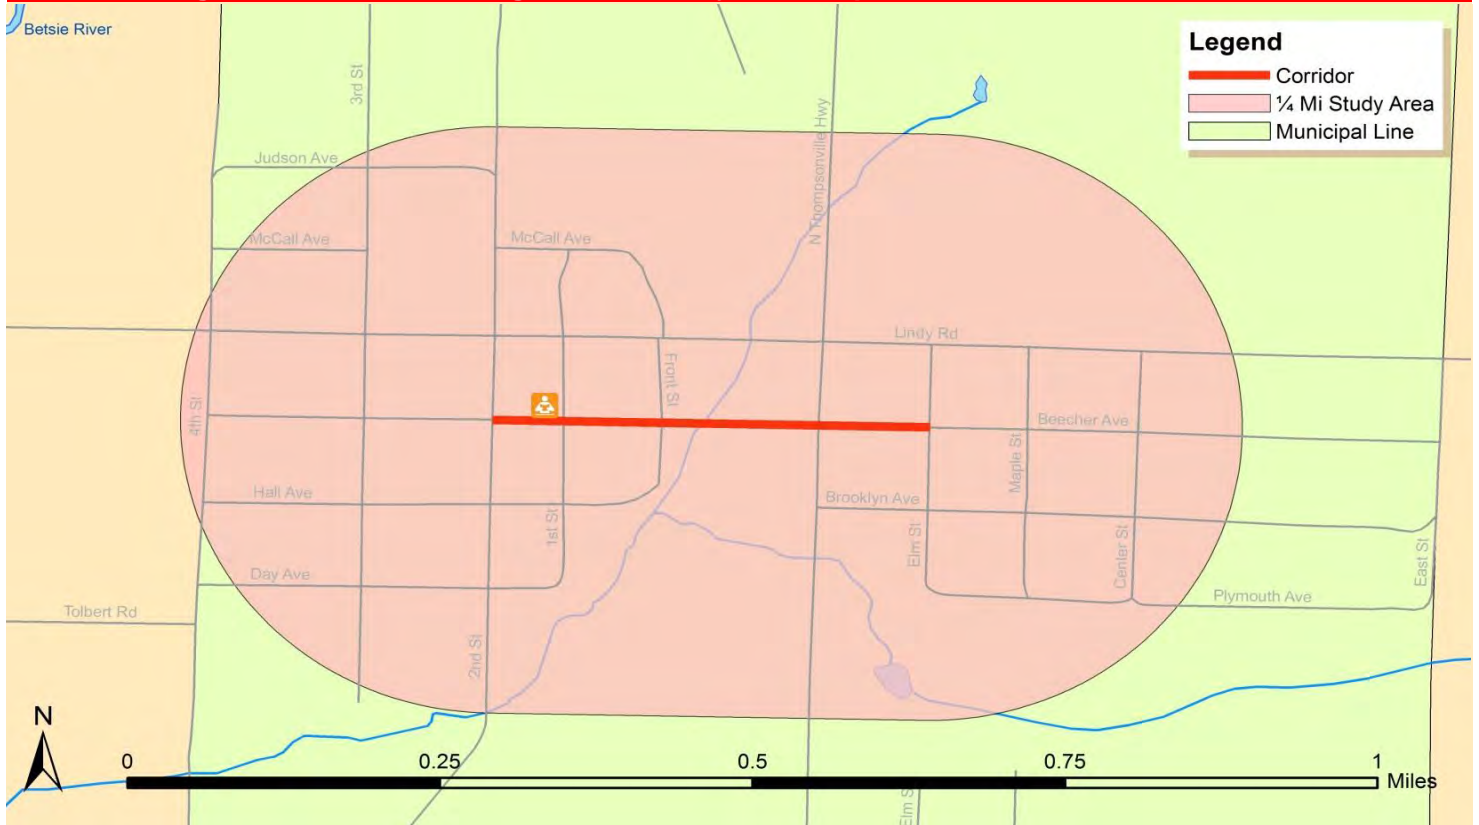 Betsie River
Legend
Corridor
¼ Mi Study Area
Municipal Line
3rd St
N Thompsonville Hwy
Judson Ave
McCall Ave
McCall Ave
Lindy Rd
Front St
4th St
Beecher Ave
Maple St
Hall Ave
Brooklyn Ave
1st St
Elm St
Center St
East St
Day Ave
Plymouth Ave
Tolbert Rd
2nd St
N
0 0.25 0.5 0.75 1
Miles
Elm S